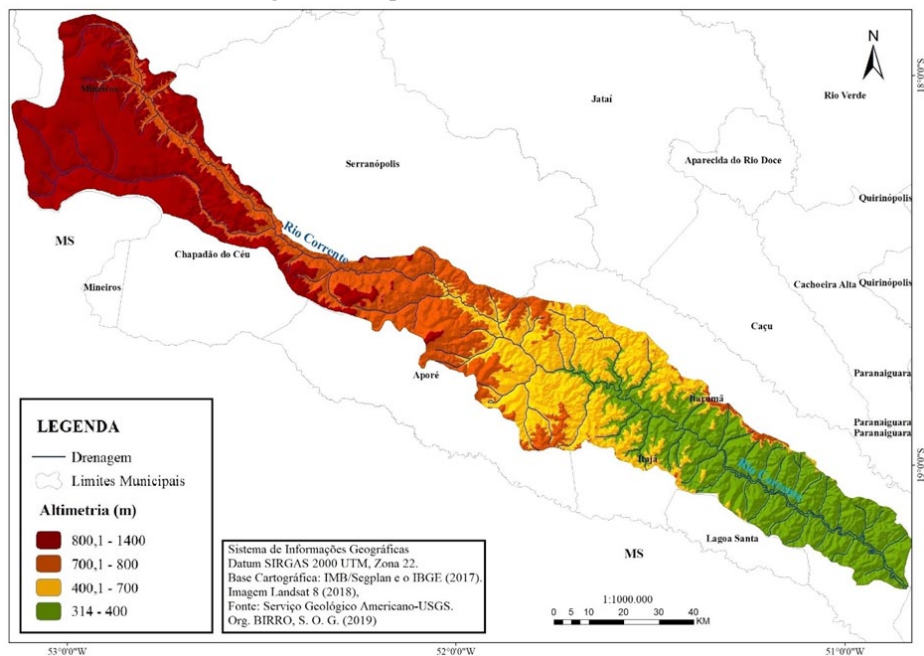 N
18°0'0"S
Mineiros
Jataí
Rio Verde
Serranópolis
Aparecida do Rio Doce
Quirinópolis
Rio Corrente
MS
Chapadão do Céu
Mineiros
Cachoeira Alta
Quirinópolis
Caçu
Aporé
Paranaiguara
Itarumã
Paranaiguara
Paranaiguara
Itajá
Rio Corrente
19°0'0"S
Lagoa Santa
MS
LEGENDA
Drenagem
Limites Municipais
Altimetria (m)
800,1 - 1400
700,1 - 800
400,1 - 700
314 - 400
Sistema de Informações Geográficas
Datum SIRGAS 2000 UTM, Zona 22.
Base Cartográfica: IMB/Segplan e o IBGE (2017).
Imagem Landsat 8 (2018),
Fonte: Serviço Geológico Americano-USGS.
Org. BIRRO, S. O. G. (2019)
1:1000.000
0 5 10 20 30 40
KM
53°0'0"W
52°0'0"W
51°0'0"W